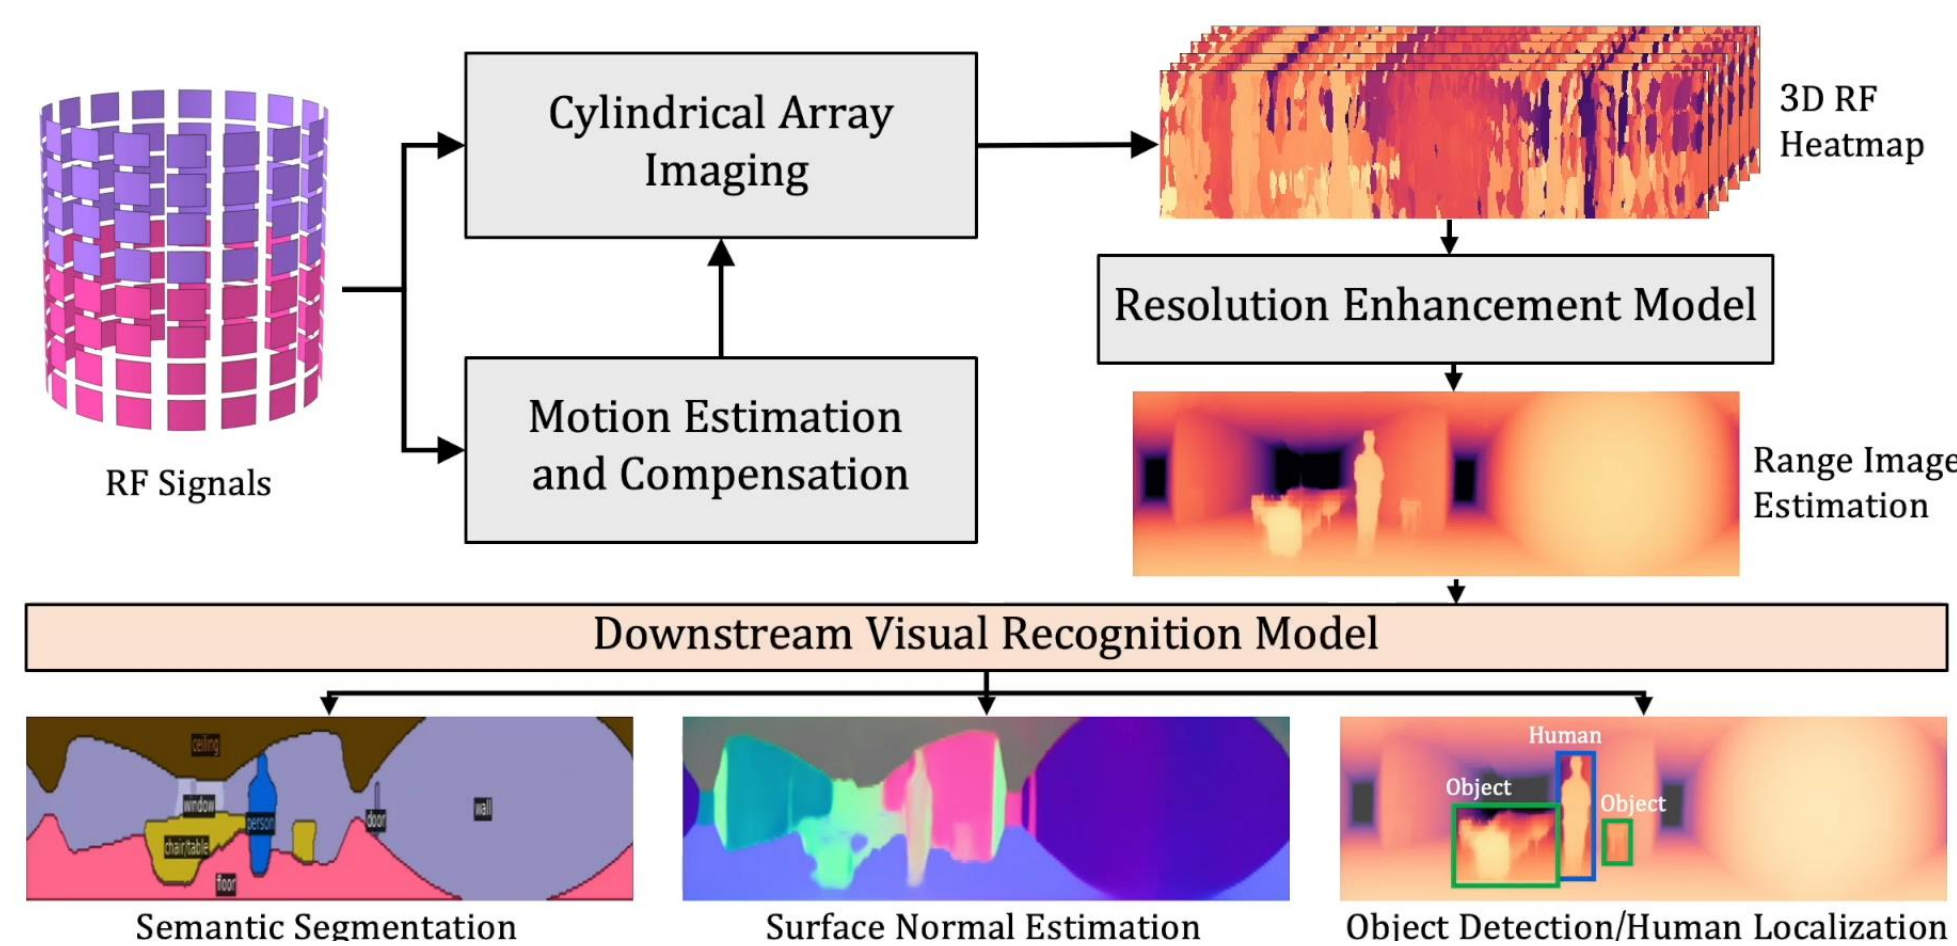 Cylindrical Array
Imaging
3D RF
Heatmap
Resolution Enhancement Model
Motion Estimation
and Compensation
RF Signals
Range Image
Estimation
Downstream Visual Recognition Model
ceiling
window
person
chair/table
door
wall
floor
Human
Object
Object
Semantic Segmentation
Surface Normal Estimation
Object Detection/Human Localization